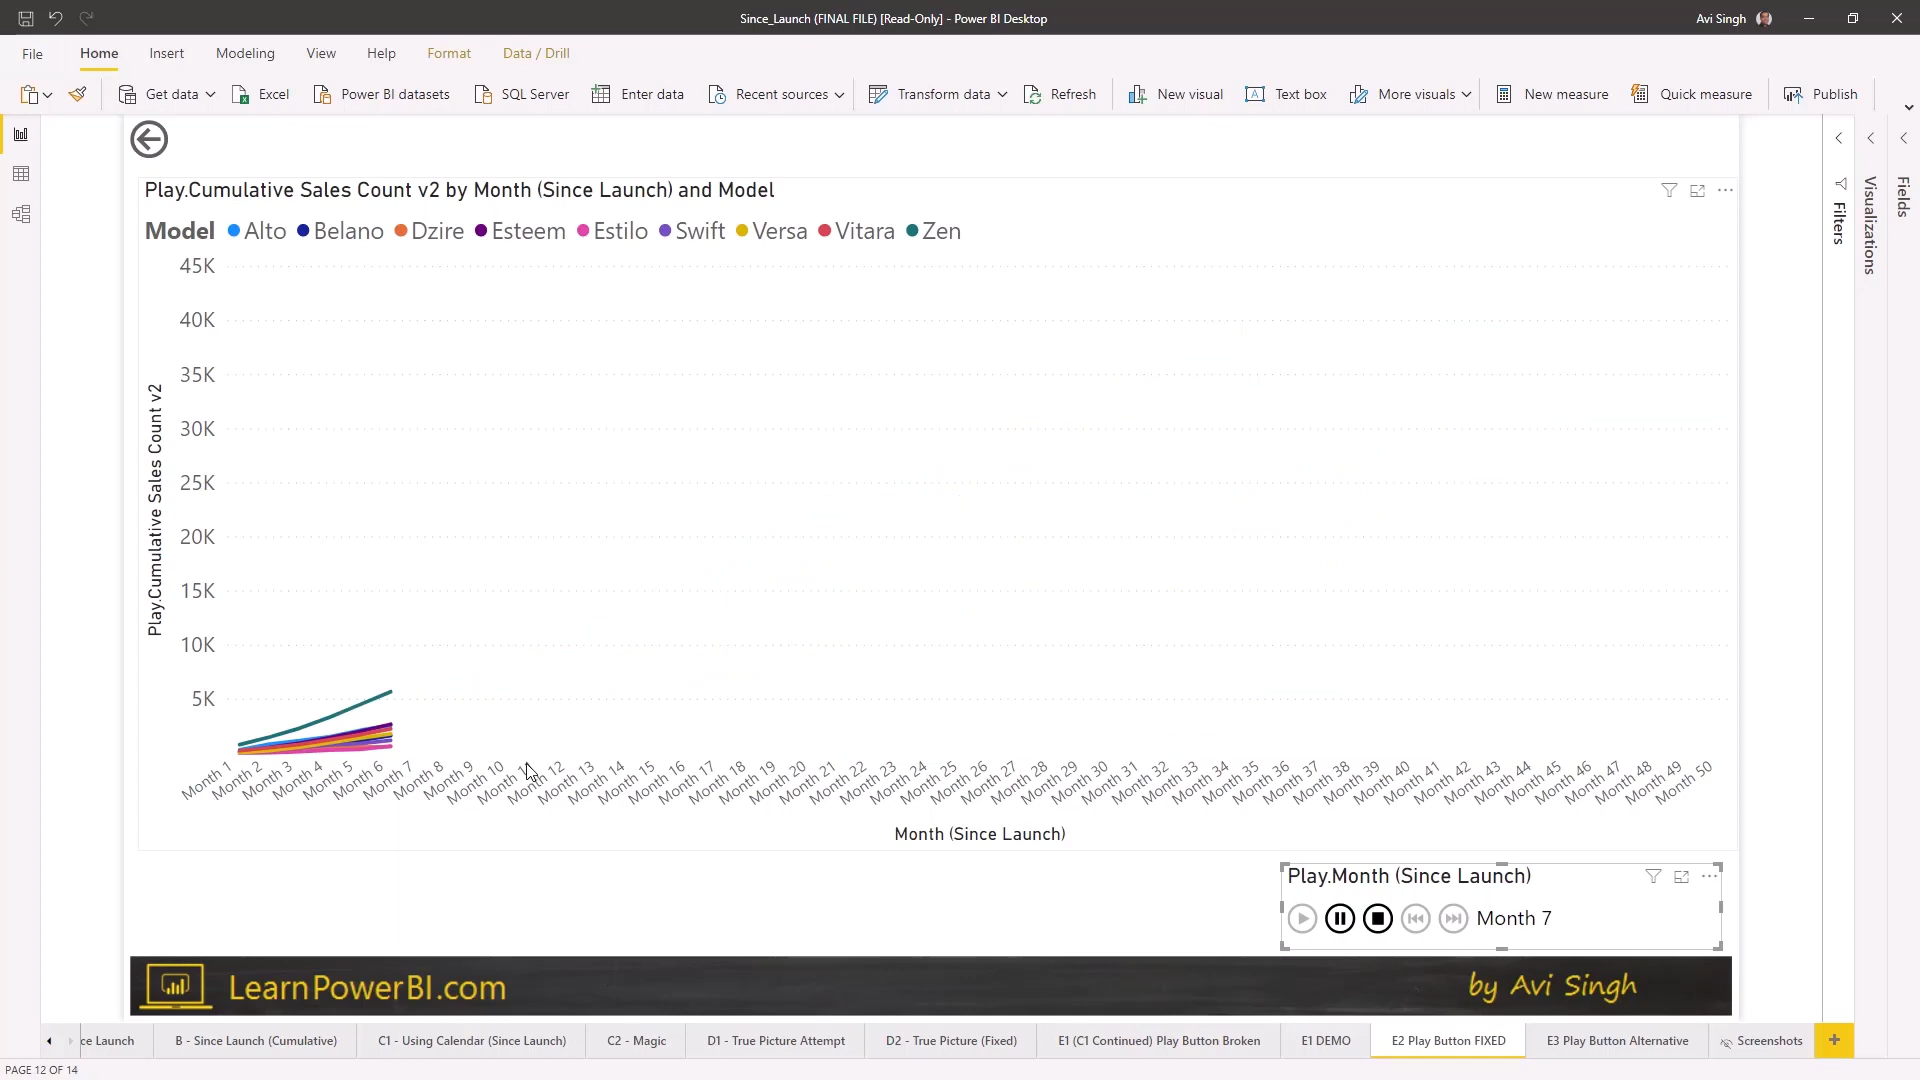 Since_Launch (FINAL FILE) [Read-Only] - Power BI Desktop
Avi Singh
File Home Insert Modeling View Help Format Data / Drill
Get data Excel Power BI datasets SQL Server Enter data Recent sources Transform data Refresh New visual Text box More visuals New measure Quick measure Publish
Play.Cumulative Sales Count v2 by Month (Since Launch) and Model
Model Alto Belano Dzire Esteem Estilo Swift Versa Vitara Zen
45K
40K
35K
30K
25K
20K
15K
10K
5K
Play.Cumulative Sales Count v2
Month 1 Month 2 Month 3 Month 4 Month 5 Month 6 Month 7 Month 8 Month 9 Month 10 Month 11 Month 12 Month 13 Month 14 Month 15 Month 16 Month 17 Month 18 Month 19 Month 20 Month 21 Month 22 Month 23 Month 24 Month 25 Month 26 Month 27 Month 28 Month 29 Month 30 Month 31 Month 32 Month 33 Month 34 Month 35 Month 36 Month 37 Month 38 Month 39 Month 40 Month 41 Month 42 Month 43 Month 44 Month 45 Month 46 Month 47 Month 48 Month 49 Month 50
Month (Since Launch)
Filters
Visualizations
Fields
Play.Month (Since Launch)
Month 7
LearnPowerBI.com
by Avi Singh
ce Launch B - Since Launch (Cumulative) C1 - Using Calendar (Since Launch) C2 - Magic D1 - True Picture Attempt D2 - True Picture (Fixed) E1 (C1 Continued) Play Button Broken E1 DEMO E2 Play Button FIXED E3 Play Button Alternative Screenshots
PAGE 12 OF 14